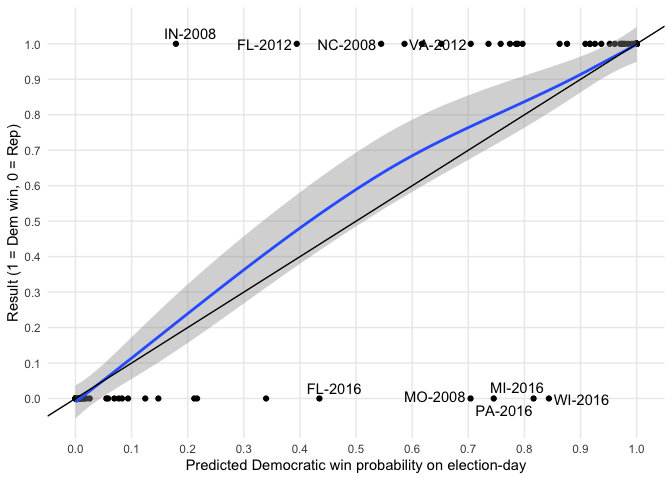 IN-2008
FL-2012
NC-2008
VA-2012
1.0
0.9
0.8
0.7
0.6
0.5
0.4
0.3
0.2
0.1
0.0
Result (1 = Dem win, 0 = Rep)
FL-2016
MO-2008
MI-2016
PA-2016
WI-2016
0.0 0.1 0.2 0.3 0.4 0.5 0.6 0.7 0.8 0.9 1.0
Predicted Democratic win probability on election-day